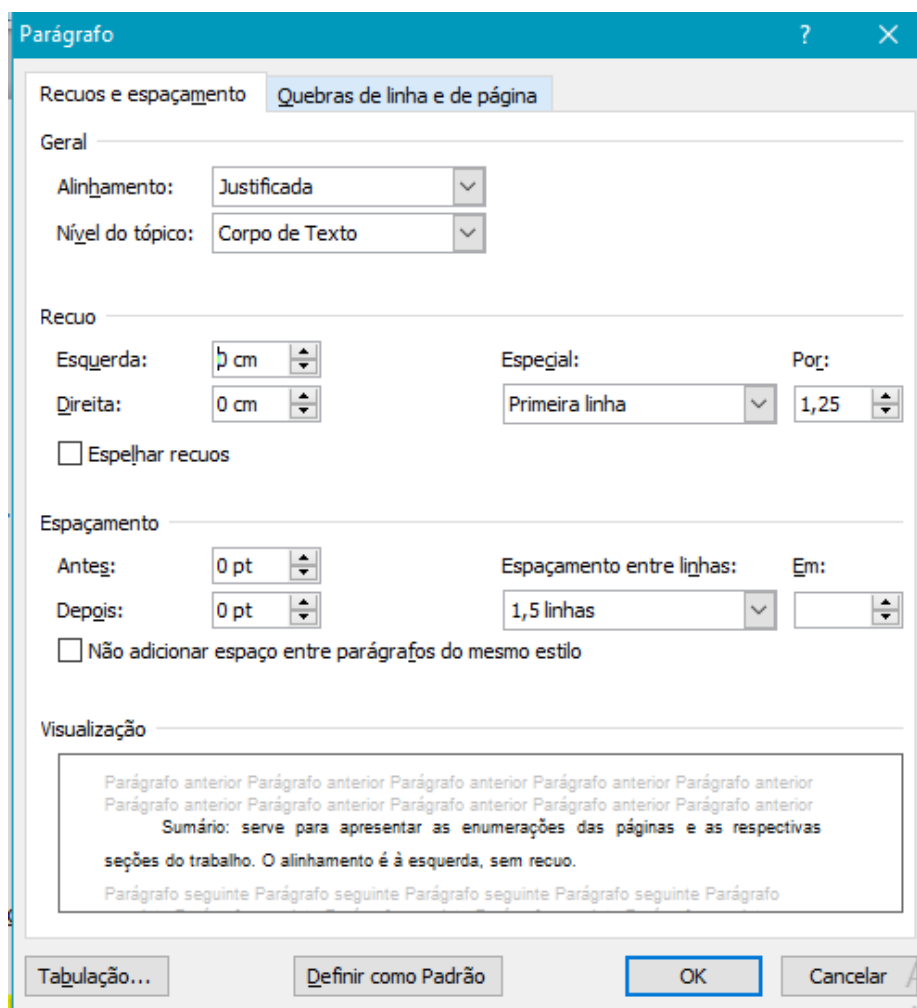 Parágrafo ? ×
Recuos e espaçamento Quebras de linha e de página
Geral
Alinhamento: Justificada
Nível do tópico: Corpo de Texto
Recuo
Esquerda: 0 cm Especial: Por:
Direita: 0 cm Primeira linha 1,25
Espelhar recuos
Espaçamento
Antes: 0 pt Espaçamento entre linhas: Em:
Depois: 0 pt 1,5 linhas
Não adicionar espaço entre parágrafos do mesmo estilo
Visualização
Parágrafo anterior Parágrafo anterior Parágrafo anterior Parágrafo anterior Parágrafo anterior
Parágrafo anterior Parágrafo anterior Parágrafo anterior Parágrafo anterior Parágrafo anterior
Sumário: serve para apresentar as enumerações das páginas e as respectivas
seções do trabalho. O alinhamento é à esquerda, sem recuo.
Parágrafo seguinte Parágrafo seguinte Parágrafo seguinte Parágrafo seguinte Parágrafo
Tabulação... Definir como Padrão OK Cancelar